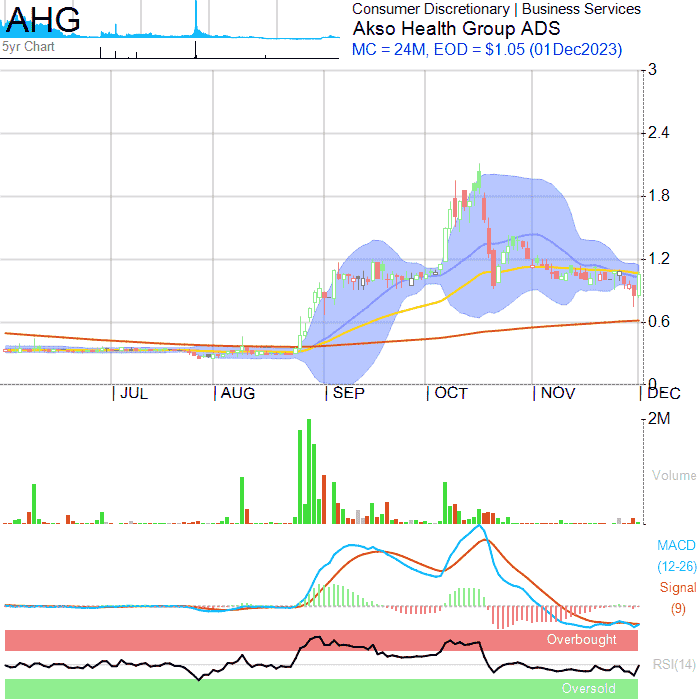 AHG
Consumer Discretionary | Business Services
Akso Health Group ADS
5yr Chart
MC = 24M, EOD = $1.05 (01Dec2023)
3
2.4
1.8
1.2
0.6
0
JUL AUG SEP OCT NOV DEC
2M
Volume
MACD
(12-26)
Signal
(9)
Overbought
RSI(14)
Oversold